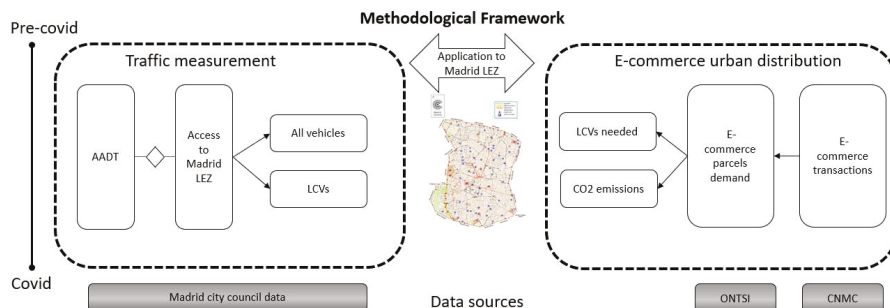 Methodological Framework
Pre-covid
Traffic measurement
AADT
Access
to
Madrid
LEZ
All vehicles
LCVs
Application to
Madrid LEZ
E-commerce urban distribution
LCVs needed
CO2 emissions
E-
commerce
parcels
demand
E-
commerce
transactions
Covid
Madrid city council data
Data sources
ONTSI
CNMC